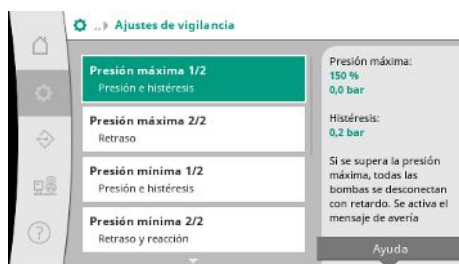 ..▸ Ajustes de vigilancia
Presión máxima 1/2
Presión e histéresis
Presión máxima 2/2
Retraso
Presión mínima 1/2
Presión e histéresis
Presión mínima 2/2
Retraso y reacción
Presión máxima:
150 %
0,0 bar
Histéresis:
0,2 bar
Si se supera la presión
máxima, todas las
bombas se desconectan
con retardo. Se activa el
mensaje de avería
Ayuda